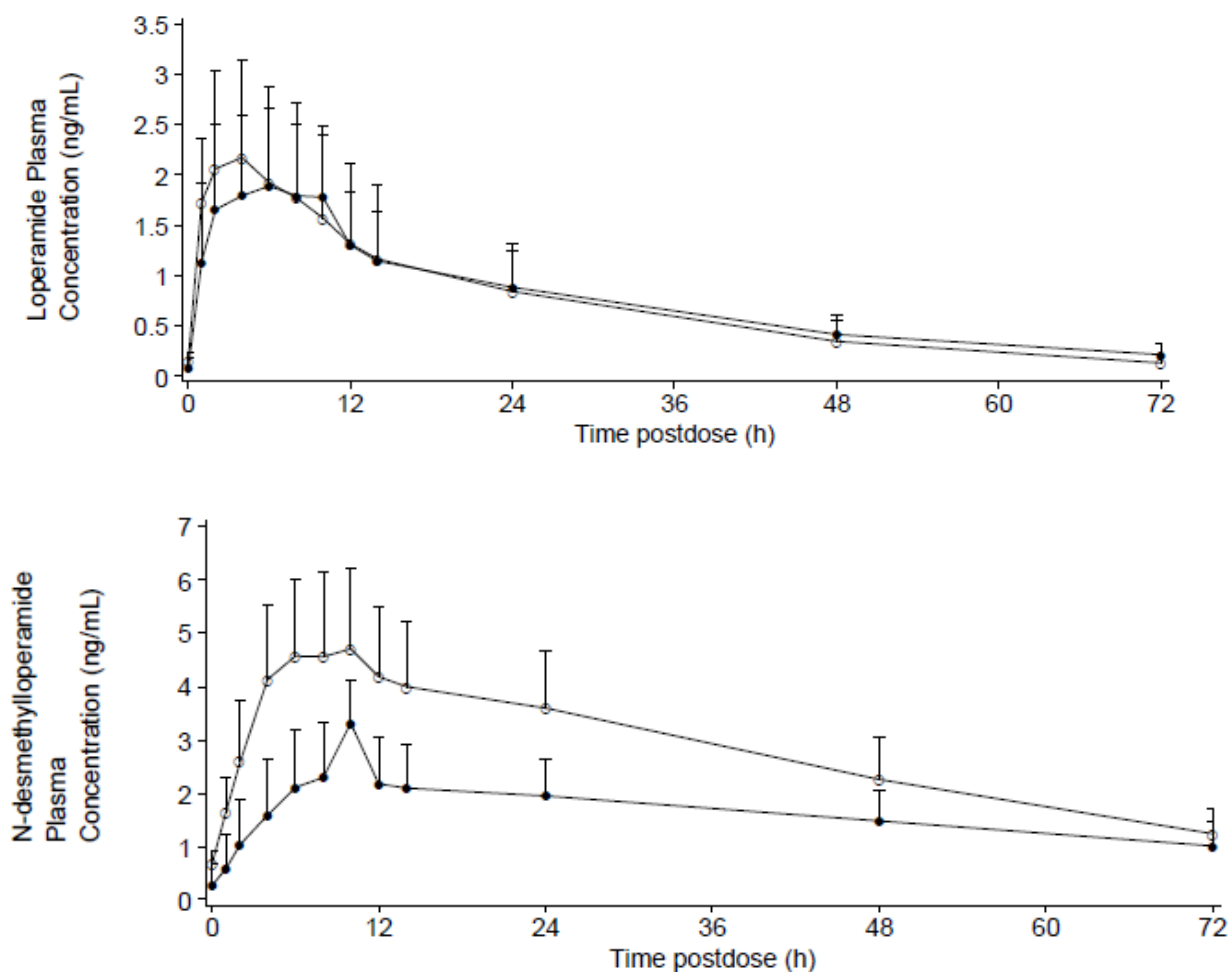 Loperamide Plasma
Concentration (ng/mL)
3.5
3
2.5
2
1.5
1
0.5
0
0 12 24 36 48 60 72
Time postdose (h)
N-desmethylloperamide
Plasma
Concentration (ng/mL)
7
6
5
4
3
2
1
0
0 12 24 36 48 60 72
Time postdose (h)